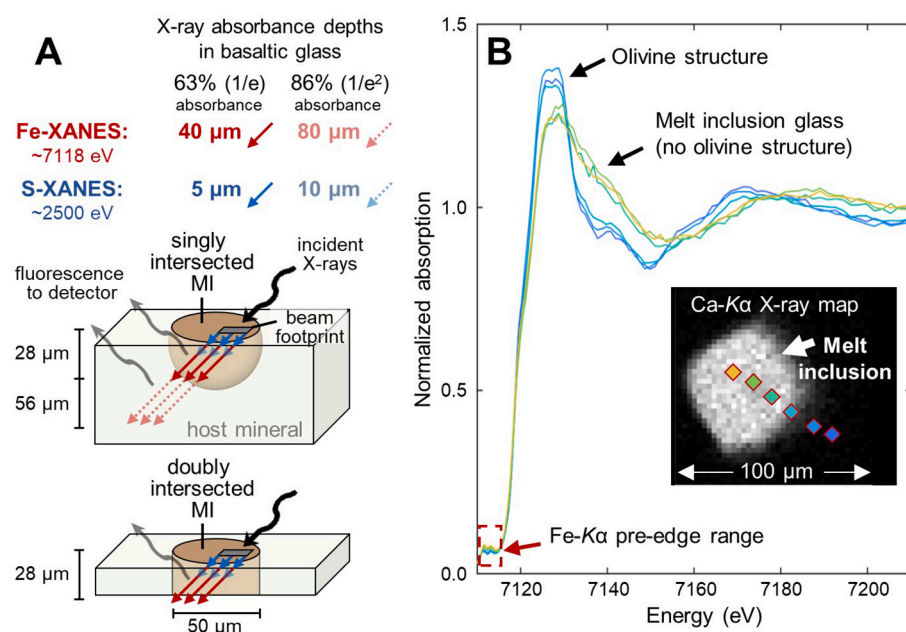 A
X-ray absorbance depths
in basaltic glass
63% (1/e)
absorbance
86% (1/e²)
absorbance
Fe-XANES:
~7118 eV
40 µm
80 µm
S-XANES:
~2500 eV
5 µm
10 µm
singly
intersected
MI
incident
X-rays
fluorescence
to detector
beam
footprint
28 µm
56 µm
host mineral
doubly
intersected
MI
28 µm
50 µm
B
Normalized absorption
1.5
1.0
0.5
0.0
Olivine structure
Melt inclusion glass
(no olivine structure)
Ca-Kα X-ray map
Melt
inclusion
100 µm
Fe-Kα pre-edge range
7120
7140
7160
7180
7200
Energy (eV)